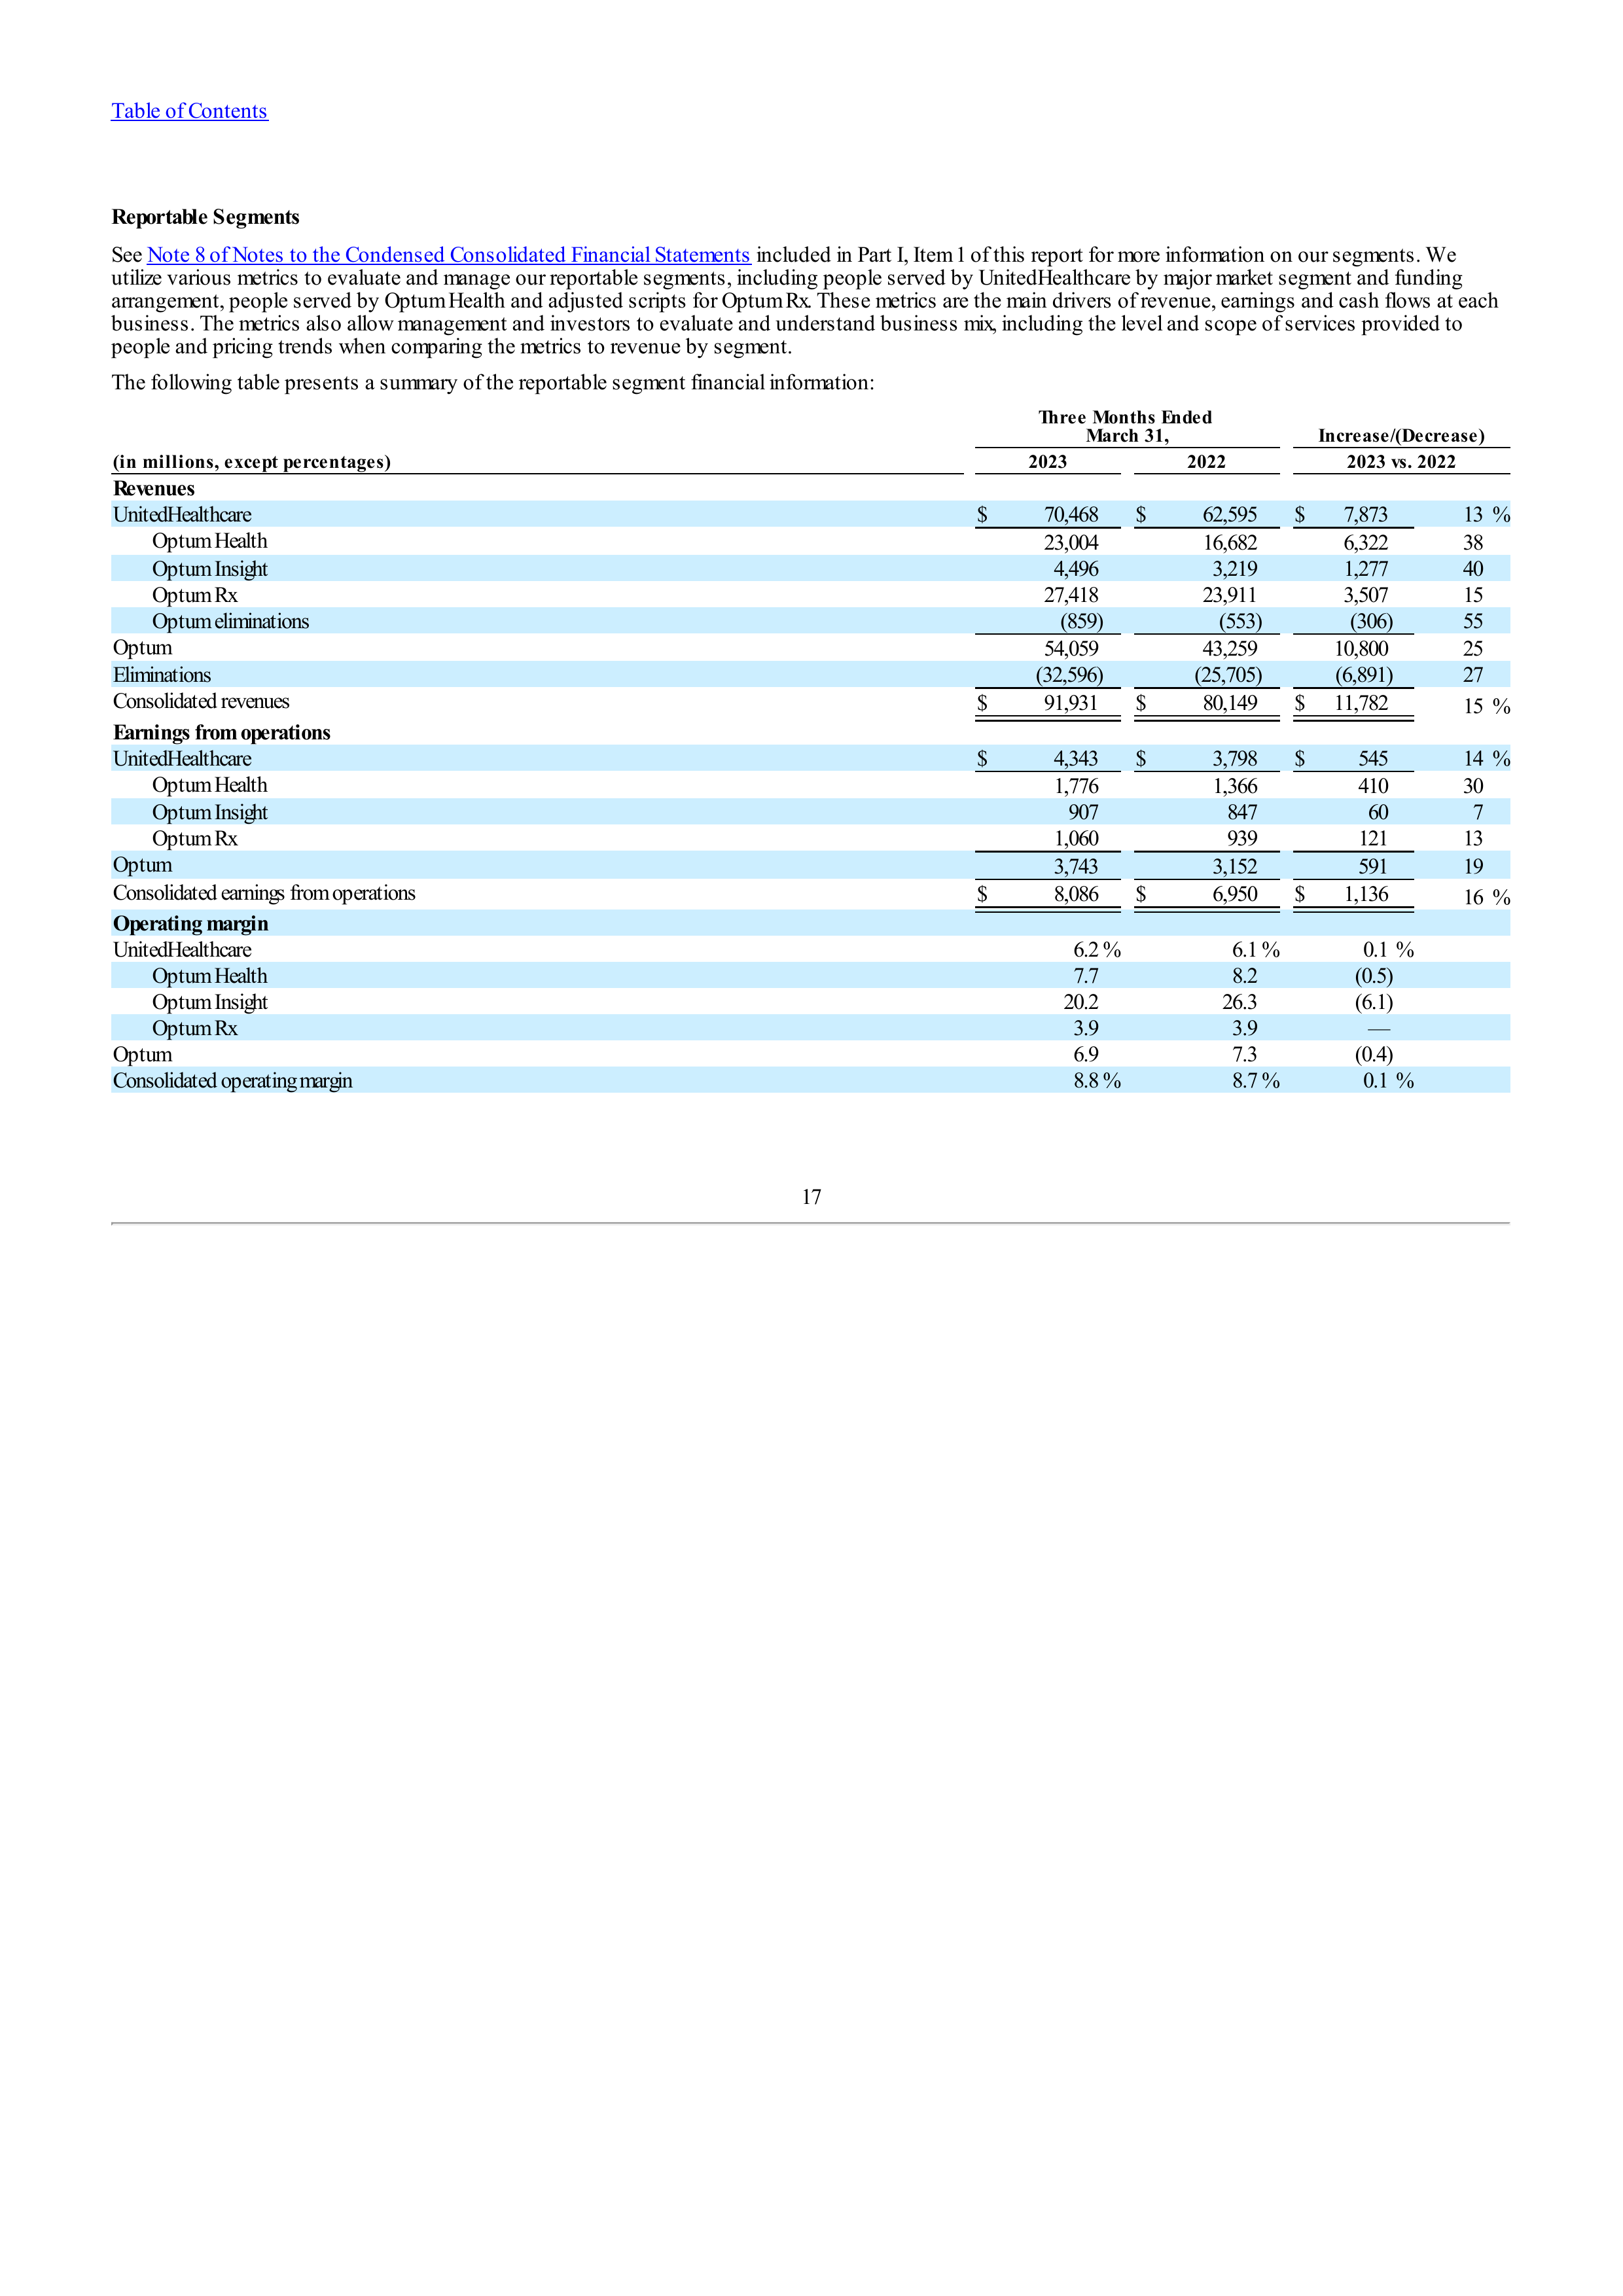 Table of Contents
Reportable Segments
See Note 8 of Notes to the Condensed Consolidated Financial Statements included in Part I, Item 1 of this report for more information on our segments. We
utilize various metrics to evaluate and manage our reportable segments, including people served by UnitedHealthcare by major market segment and funding
arrangement, people served by Optum Health and adjusted scripts for Optum Rx. These metrics are the main drivers of revenue, earnings and cash flows at each
business. The metrics also allow management and investors to evaluate and understand business mix, including the level and scope of services provided to
people and pricing trends when comparing the metrics to revenue by segment.
The following table presents a summary of the reportable segment financial information:
Three Months Ended
March 31, Increase/(Decrease)
(in millions, except percentages) 2023 2022 2023 vs. 2022
Revenues
UnitedHealthcare $ 70,468 $ 62,595 $ 7,873 13 %
Optum Health 23,004 16,682 6,322 38
Optum Insight 4,496 3,219 1,277 40
Optum Rx 27,418 23,911 3,507 15
Optum eliminations (859) (553) (306) 55
Optum 54,059 43,259 10,800 25
Eliminations (32,596) (25,705) (6,891) 27
Consolidated revenues $ 91,931 $ 80,149 $ 11,782 15 %
Earnings from operations
UnitedHealthcare $ 4,343 $ 3,798 $ 545 14 %
Optum Health 1,776 1,366 410 30
Optum Insight 907 847 60 7
Optum Rx 1,060 939 121 13
Optum 3,743 3,152 591 19
Consolidated earnings from operations $ 8,086 $ 6,950 $ 1,136 16 %
Operating margin
UnitedHealthcare 6.2 % 6.1 % 0.1 %
Optum Health 7.7 8.2 (0.5)
Optum Insight 20.2 26.3 (6.1)
Optum Rx 3.9 3.9 —
Optum 6.9 7.3 (0.4)
Consolidated operating margin 8.8 % 8.7 % 0.1 %
17